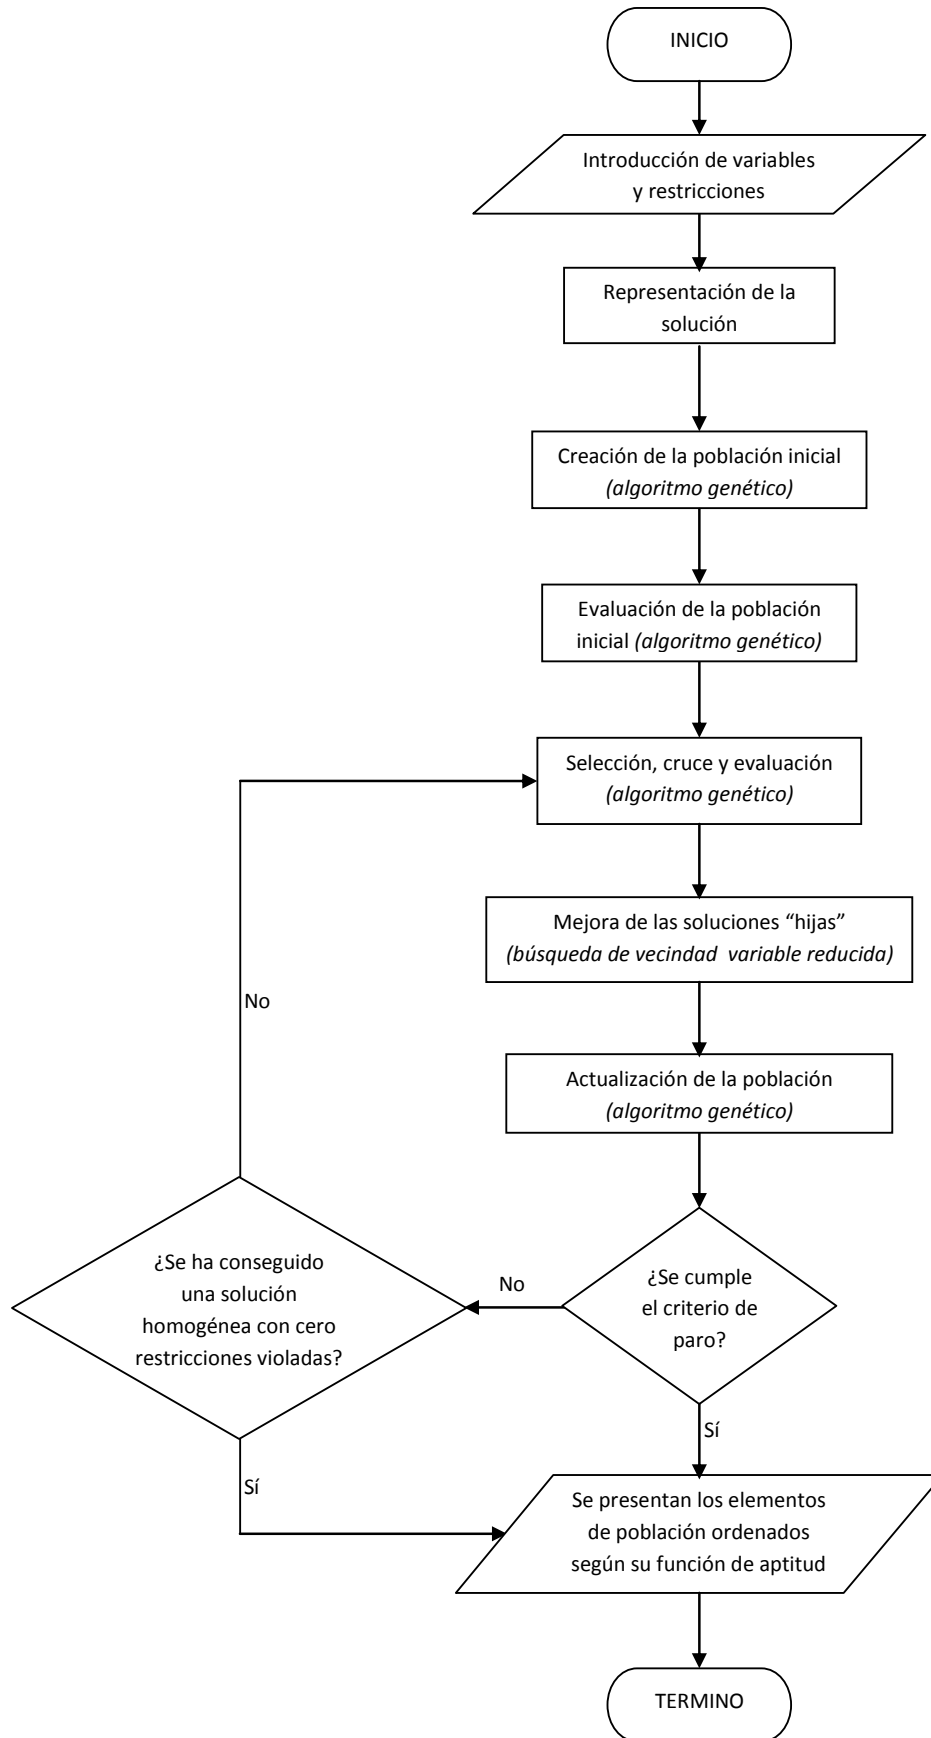 INICIO
Introducción de variables
y restricciones
Representación de la
solución
Creación de la población inicial
(algoritmo genético)
Evaluación de la población
inicial (algoritmo genético)
Selección, cruce y evaluación
(algoritmo genético)
Mejora de las soluciones “hijas”
(búsqueda de vecindad variable reducida)
No
Actualización de la población
(algoritmo genético)
¿Se ha conseguido
una solución
homogénea con cero
restricciones violadas?
No
¿Se cumple
el criterio de
paro?
Sí
Sí
Se presentan los elementos
de población ordenados
según su función de aptitud
TERMINO